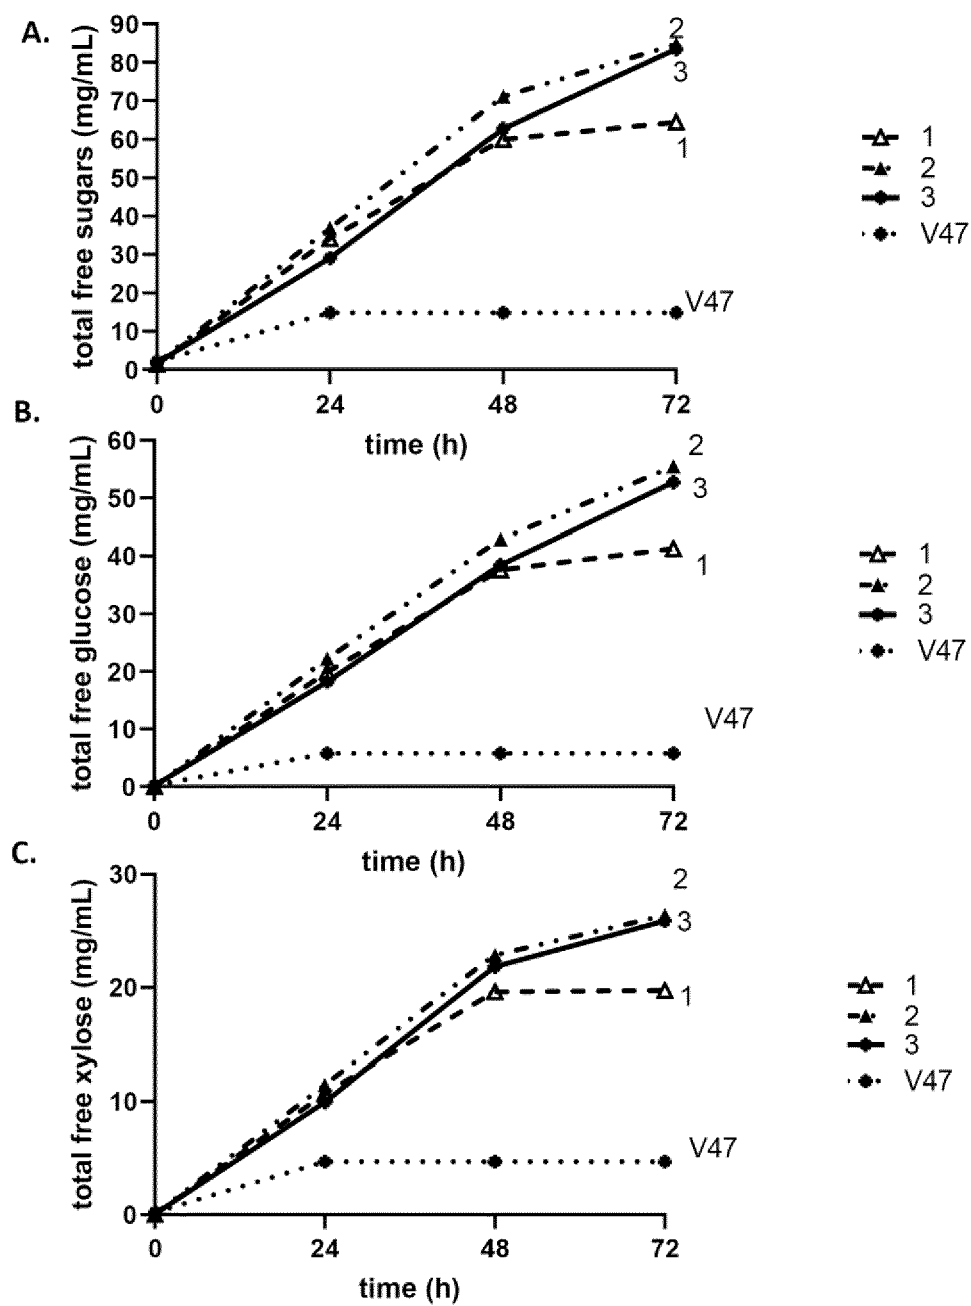 A.
total free sugars (mg/mL)
90
80
70
60
50
40
30
20
10
0
0 24 48 72
time (h)
2
3
1
V47
1
2
3
V47
B.
total free glucose (mg/mL)
60
50
40
30
20
10
0
0 24 48 72
time (h)
2
3
1
V47
1
2
3
V47
C.
total free xylose (mg/mL)
30
20
10
0
0 24 48 72
time (h)
2
3
1
V47
1
2
3
V47